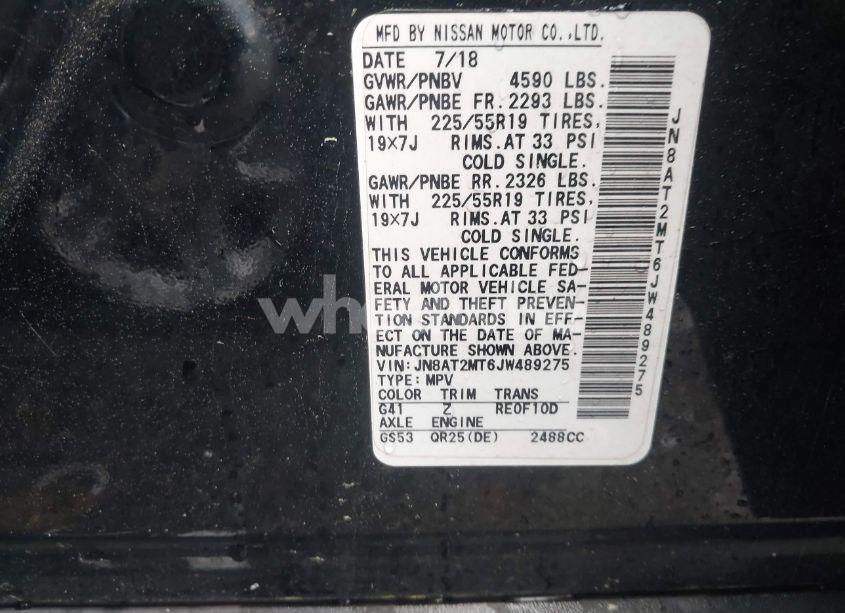 MFD BY NISSAN MOTOR CO.,LTD.
DATE 7/18
GVWR/PNBV 4590 LBS.
GAWR/PNBE FR. 2293 LBS.
WITH 225/55R19 TIRES,
19×7J RIMS.AT 33 PSI
COLD SINGLE.
GAWR/PNBE RR. 2326 LBS.
WITH 225/55R19 TIRES,
19×7J RIMS.AT 33 PSI
COLD SINGLE.
THIS VEHICLE CONFORMS
TO ALL APPLICABLE FED-
ERAL MOTOR VEHICLE SA-
FETY AND THEFT PREVEN-
TION STANDARDS IN EFF-
ECT ON THE DATE OF MA-
NUFACTURE SHOWN ABOVE.
VIN:JN8AT2MT6JW489275
TYPE:MPV
COLOR TRIM TRANS
G41 Z RE0F10D
AXLE ENGINE
GS53 QR25(DE) 2488CC
JN8AT2MT6JW489275